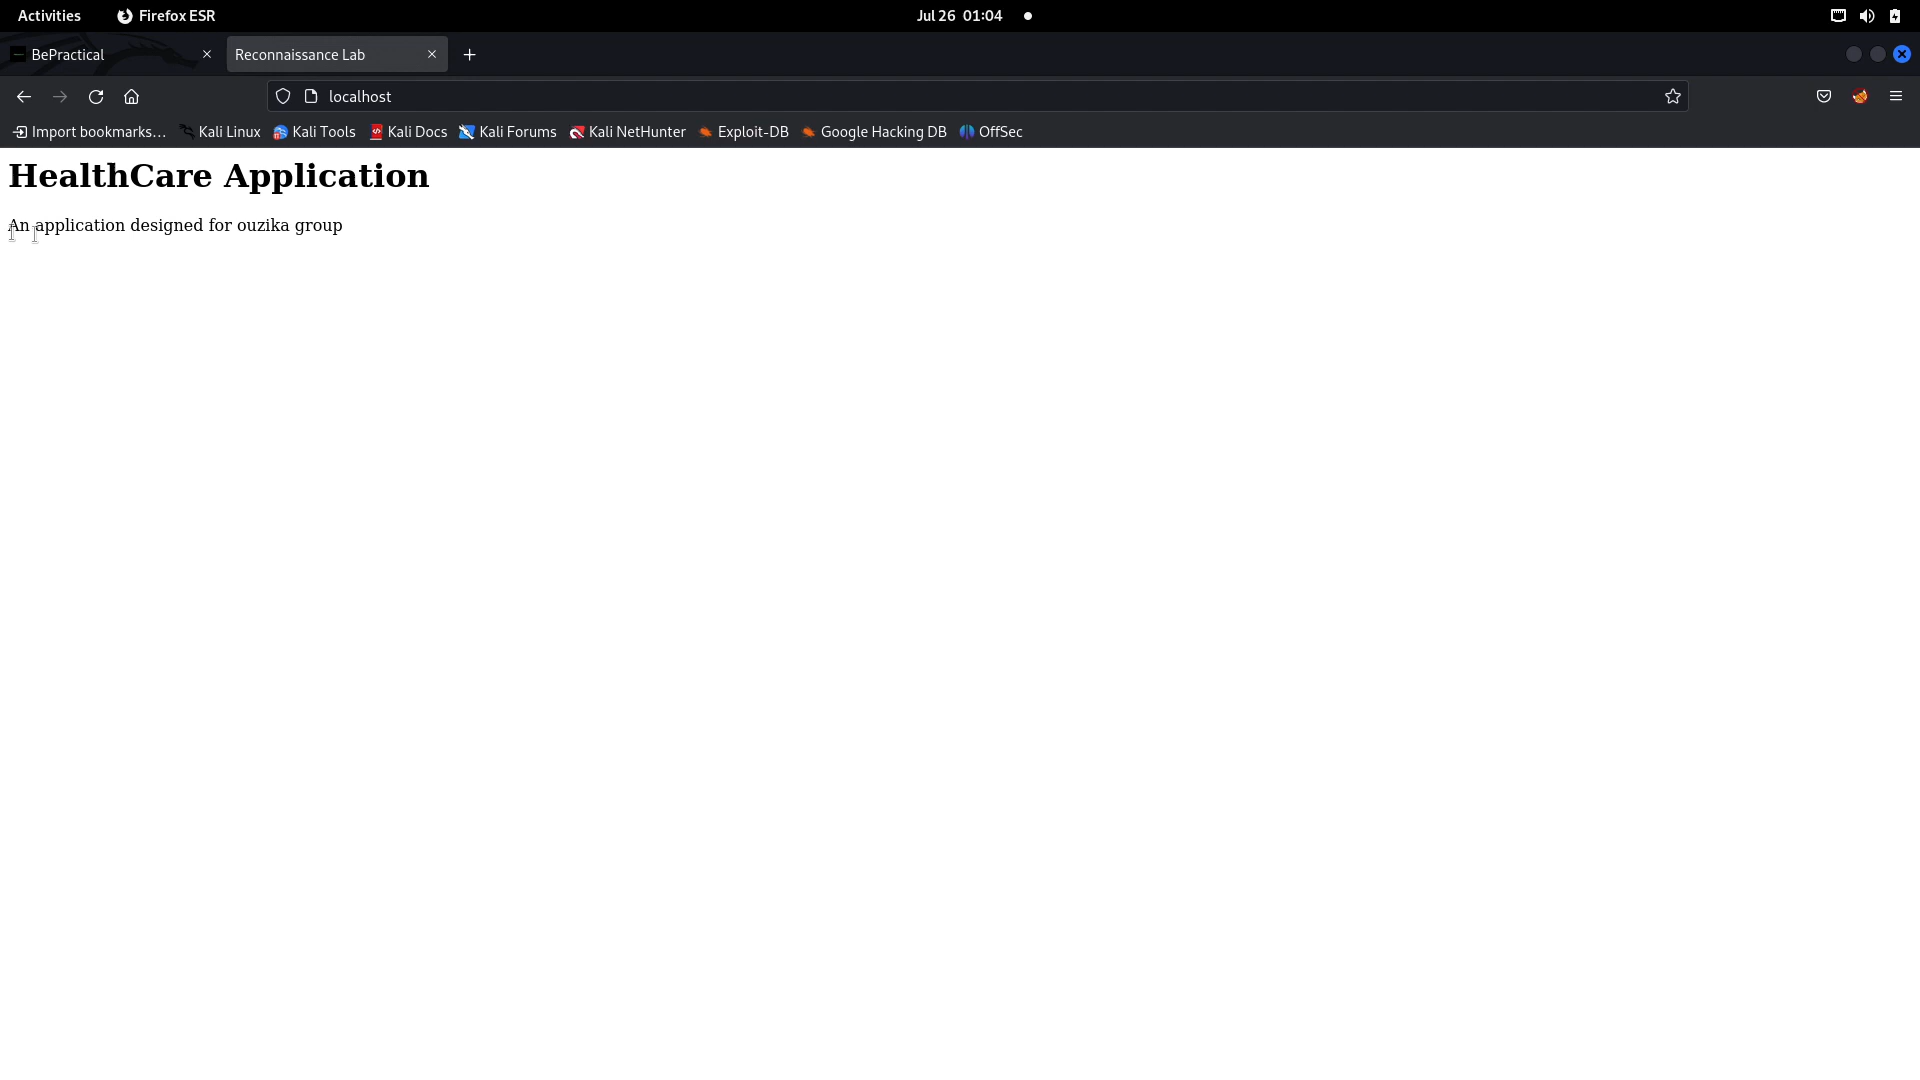 Activities Firefox ESR Jul 26 01:04
BePractical Reconnaissance Lab
localhost
Import bookmarks... Kali Linux Kali Tools Kali Docs Kali Forums Kali NetHunter Exploit-DB Google Hacking DB OffSec
HealthCare Application
An application designed for ouzika group